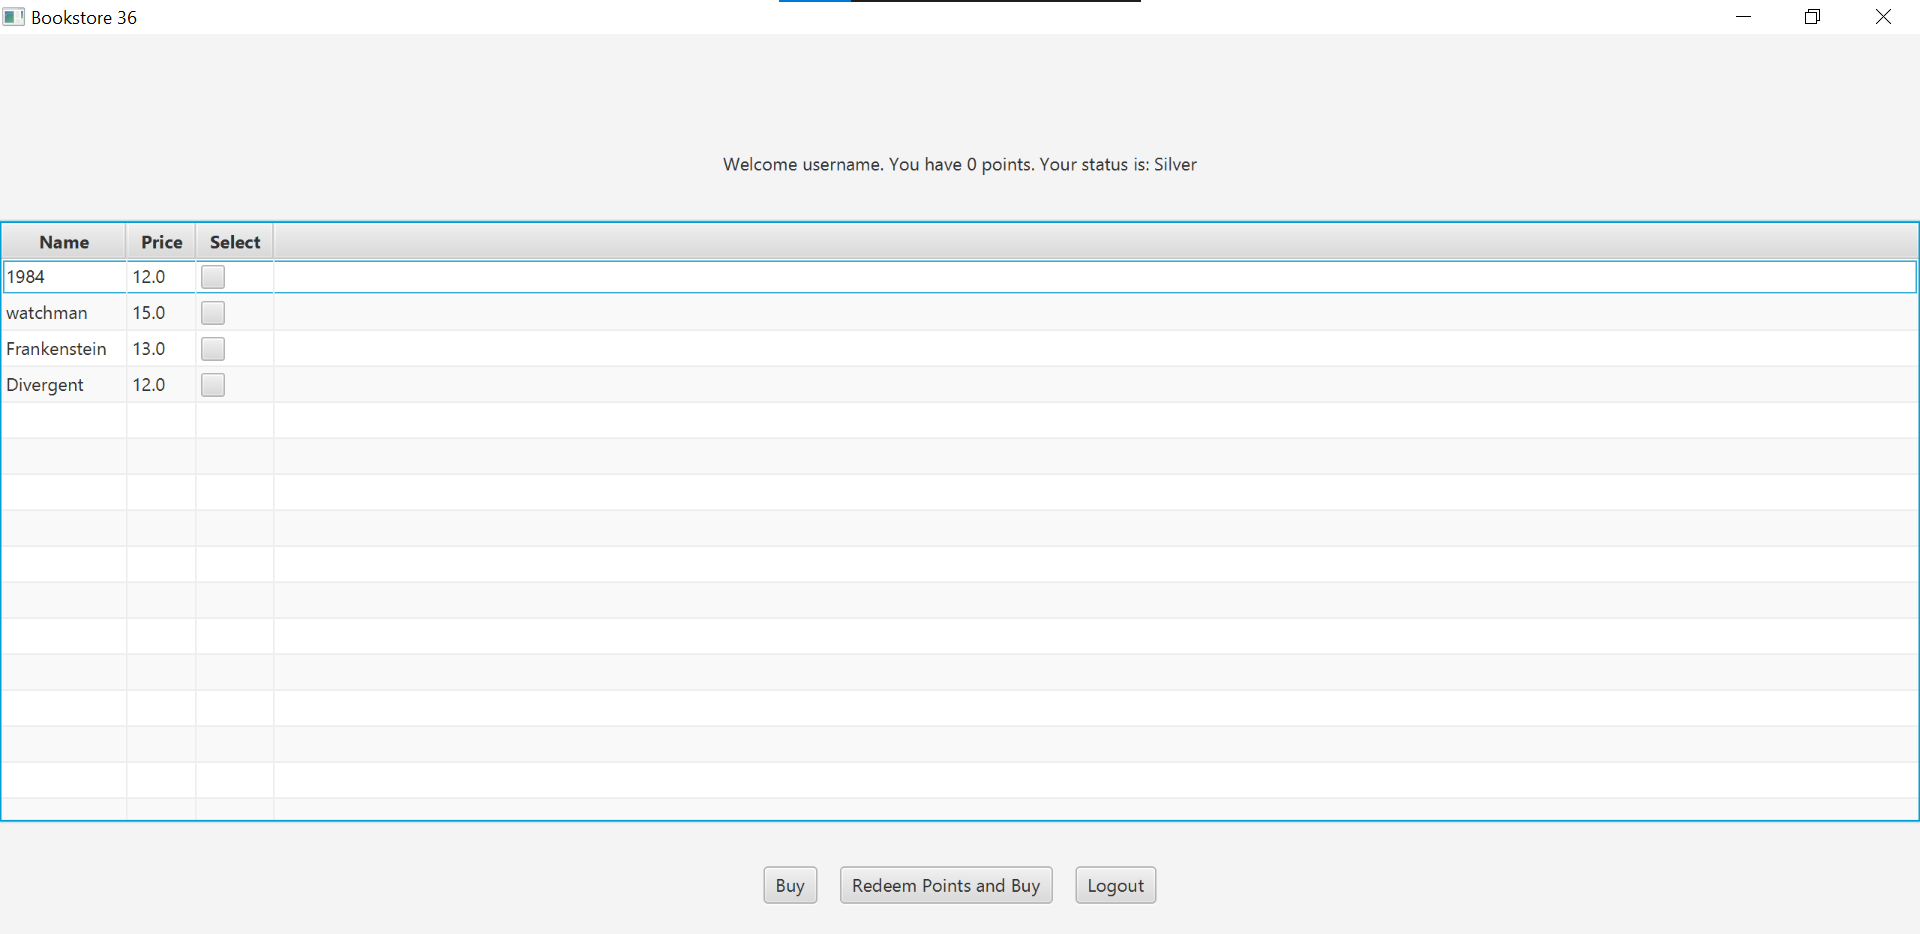 Bookstore 36
Welcome username. You have 0 points. Your status is: Silver
Name Price Select
1984 12.0
watchman 15.0
Frankenstein 13.0
Divergent 12.0
Buy Redeem Points and Buy Logout